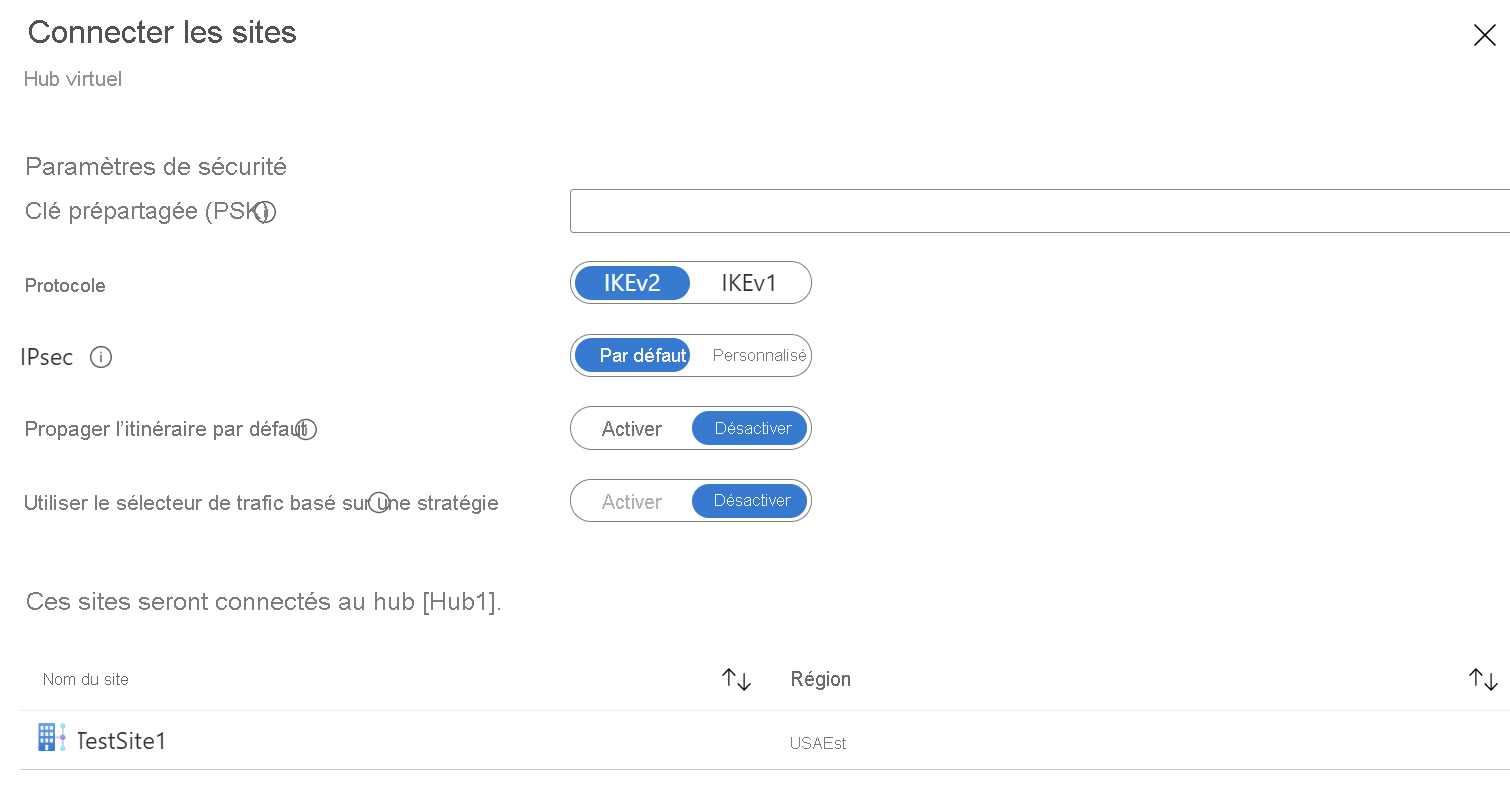 Connecter les sites
Hub virtuel
Paramètres de sécurité
Clé prépartagée (PSK)
Protocole
IKEv2 IKEv1
IPsec
Par défaut Personnalisé
Propager l’itinéraire par défaut
Activer Désactiver
Utiliser le sélecteur de trafic basé sur une stratégie
Activer Désactiver
Ces sites seront connectés au hub [Hub1].
Nom du site Région
TestSite1 USAEst